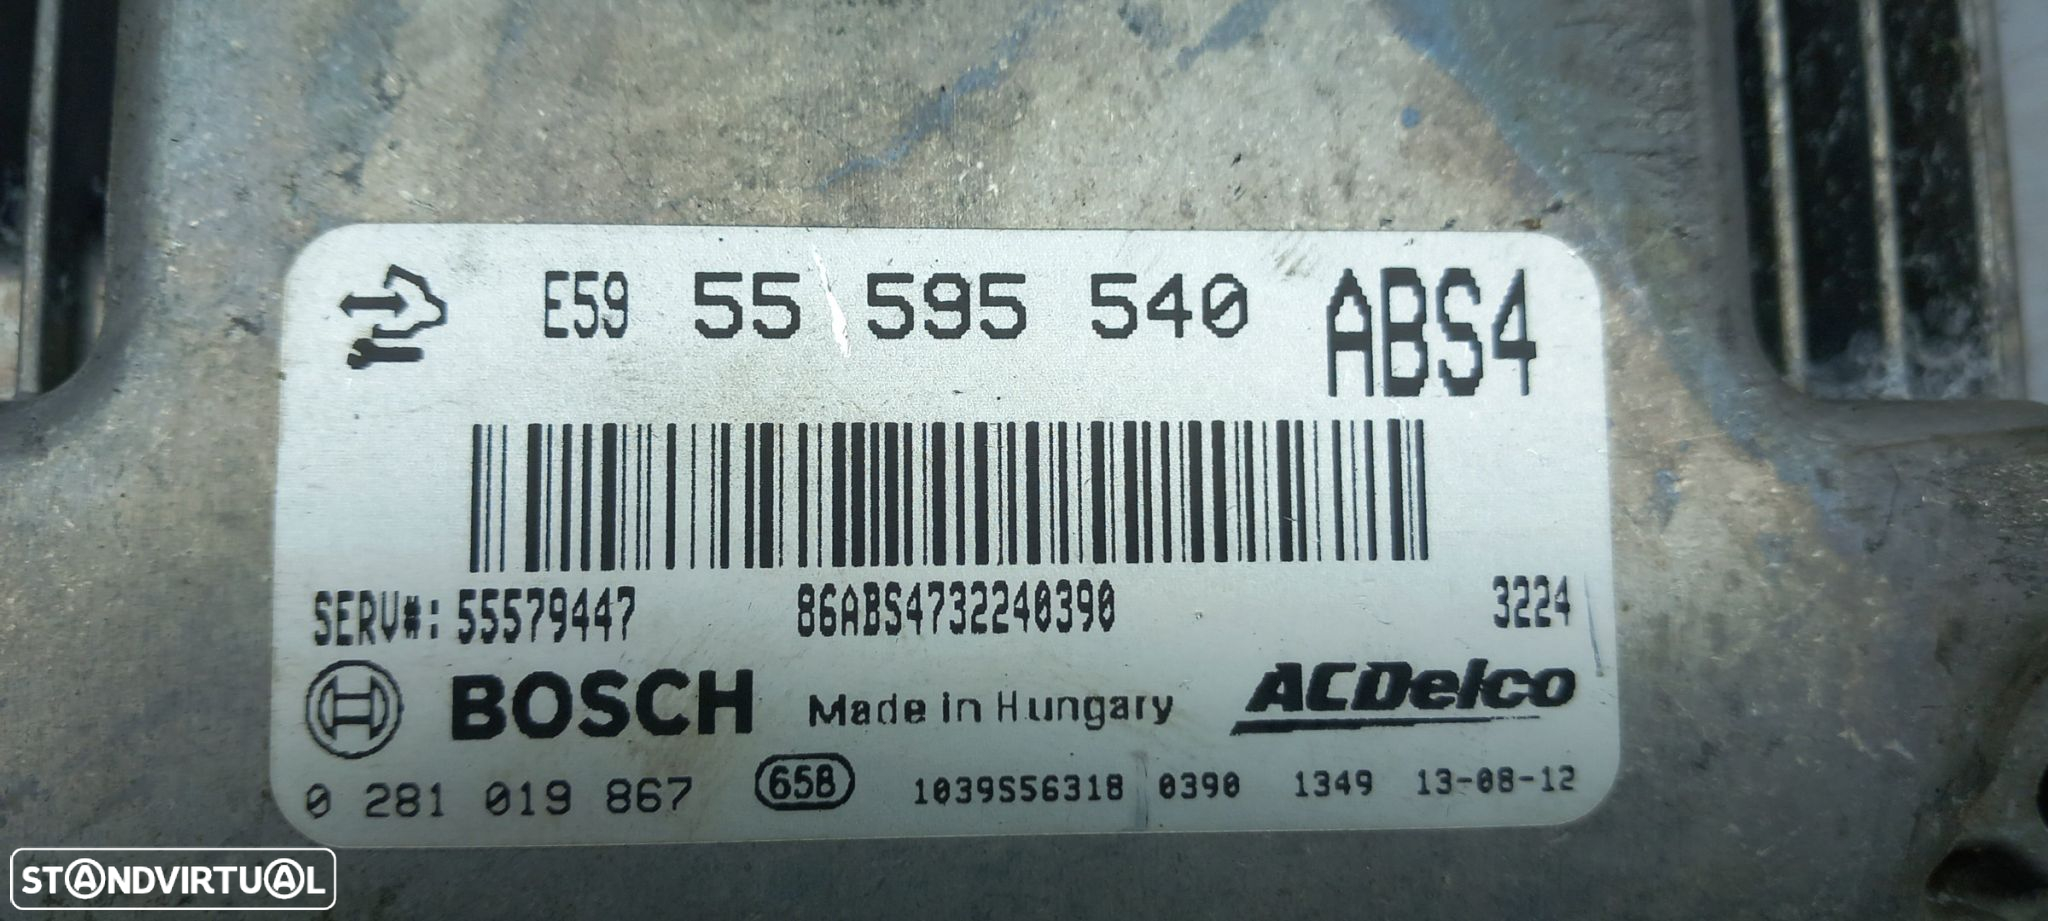 E59 55 595 540 ABS4
SERV#: 55579447 86ABS4732240390 3224
BOSCH Made in Hungary ACDelco
0 281 019 867 65B 1039S56318 0390 1349 13-08-12
STANDVIRTUAL